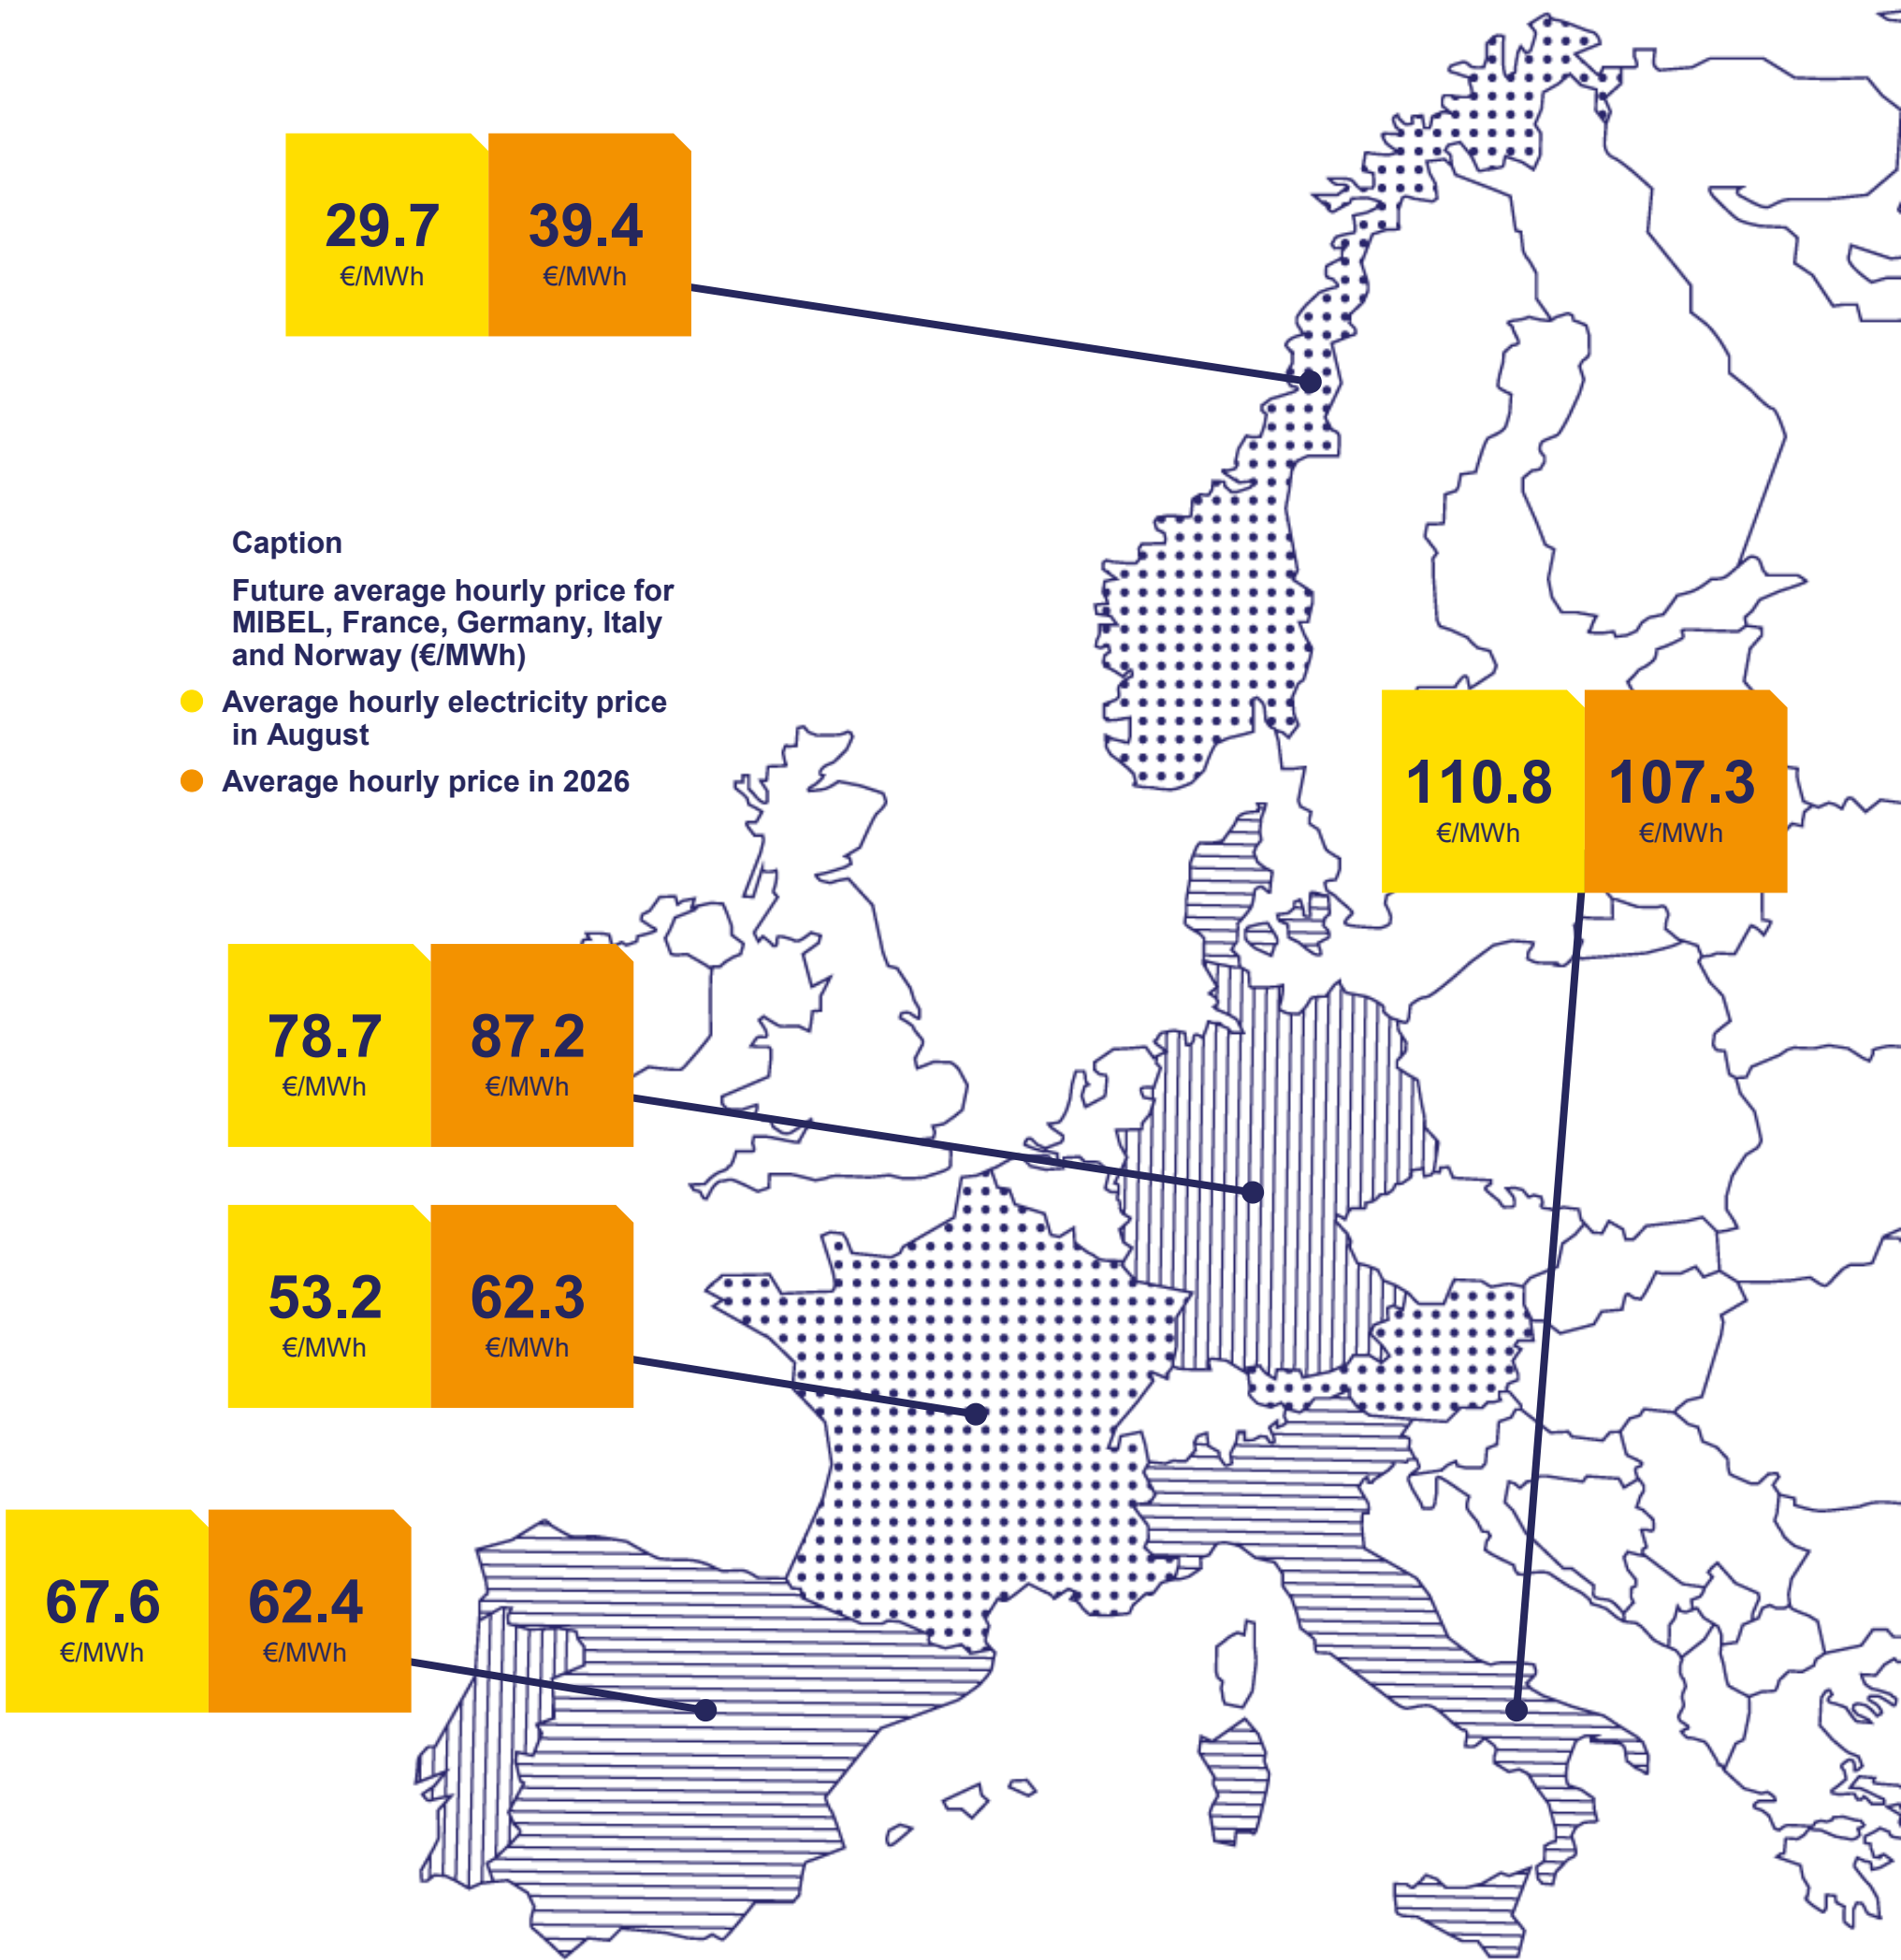 29.7
€/MWh
39.4
€/MWh
Caption
Future average hourly price for
MIBEL, France, Germany, Italy
and Norway (€/MWh)
Average hourly electricity price
in August
Average hourly price in 2026
110.8
€/MWh
107.3
€/MWh
78.7
€/MWh
87.2
€/MWh
53.2
€/MWh
62.3
€/MWh
67.6
€/MWh
62.4
€/MWh